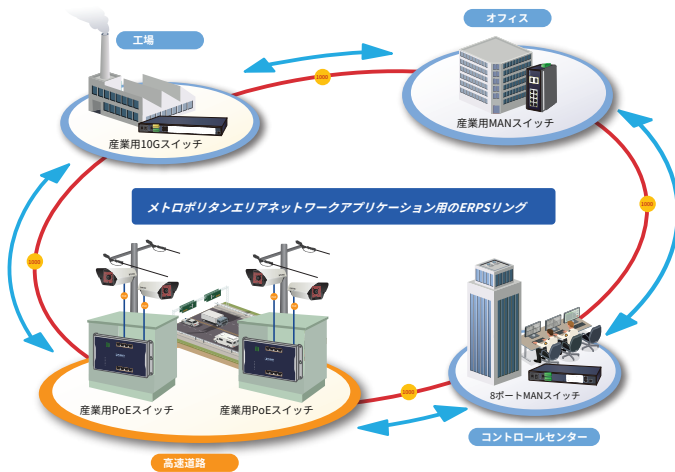 工場
オフィス
1000
産業用10Gスイッチ
産業用MANスイッチ
メトロポリタンエリアネットワークアプリケーション用のERPSリング
1000
1000
産業用PoEスイッチ
産業用PoEスイッチ
1000
8ポートMANスイッチ
コントロールセンター
高速道路